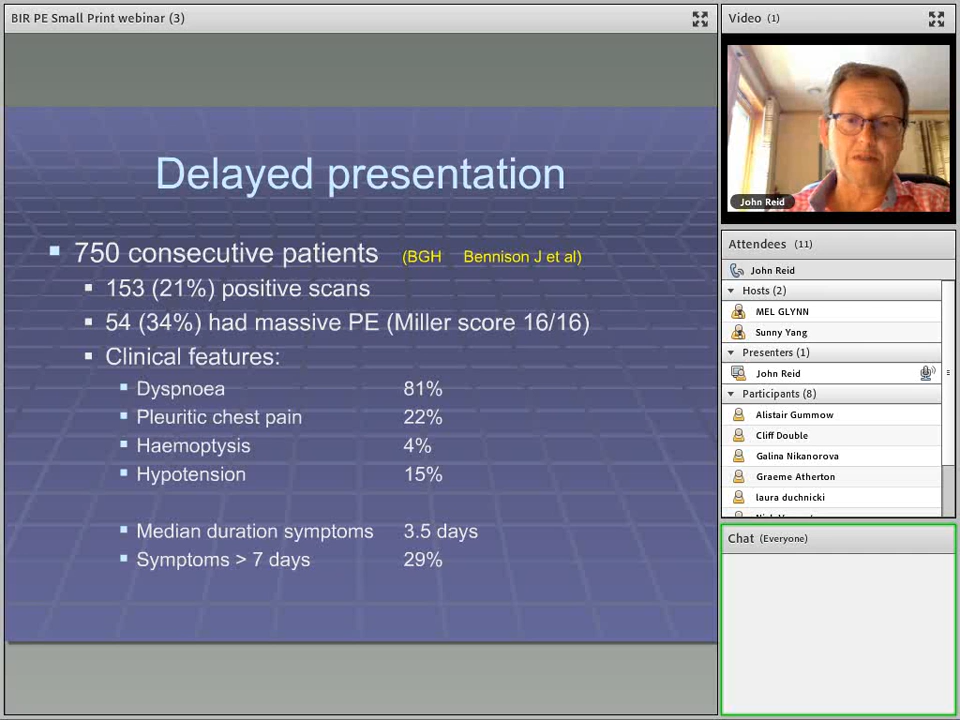 BIR PE Small Print webinar (3)
Delayed presentation
750 consecutive patients (BGH Bennison J et al)
153 (21%) positive scans
54 (34%) had massive PE (Miller score 16/16)
Clinical features:
Dyspnoea 81%
Pleuritic chest pain 22%
Haemoptysis 4%
Hypotension 15%
Median duration symptoms 3.5 days
Symptoms > 7 days 29%
Video (1)
John Reid
Attendees (11)
John Reid
Hosts (2)
MEL GLYNN
Sunny Yang
Presenters (1)
John Reid
Participants (8)
Alistair Gummow
Cliff Double
Galina Nikanorova
Graeme Atherton
laura duchnicki
Chat (Everyone)